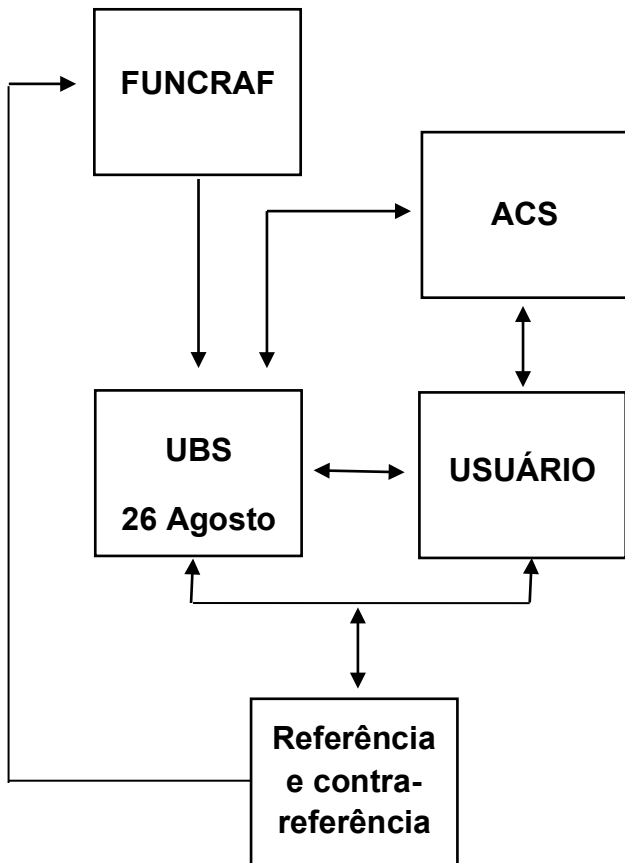 FUNCRAF
ACS
UBS
26 Agosto
USUÁRIO
Referência
e contra-
referência